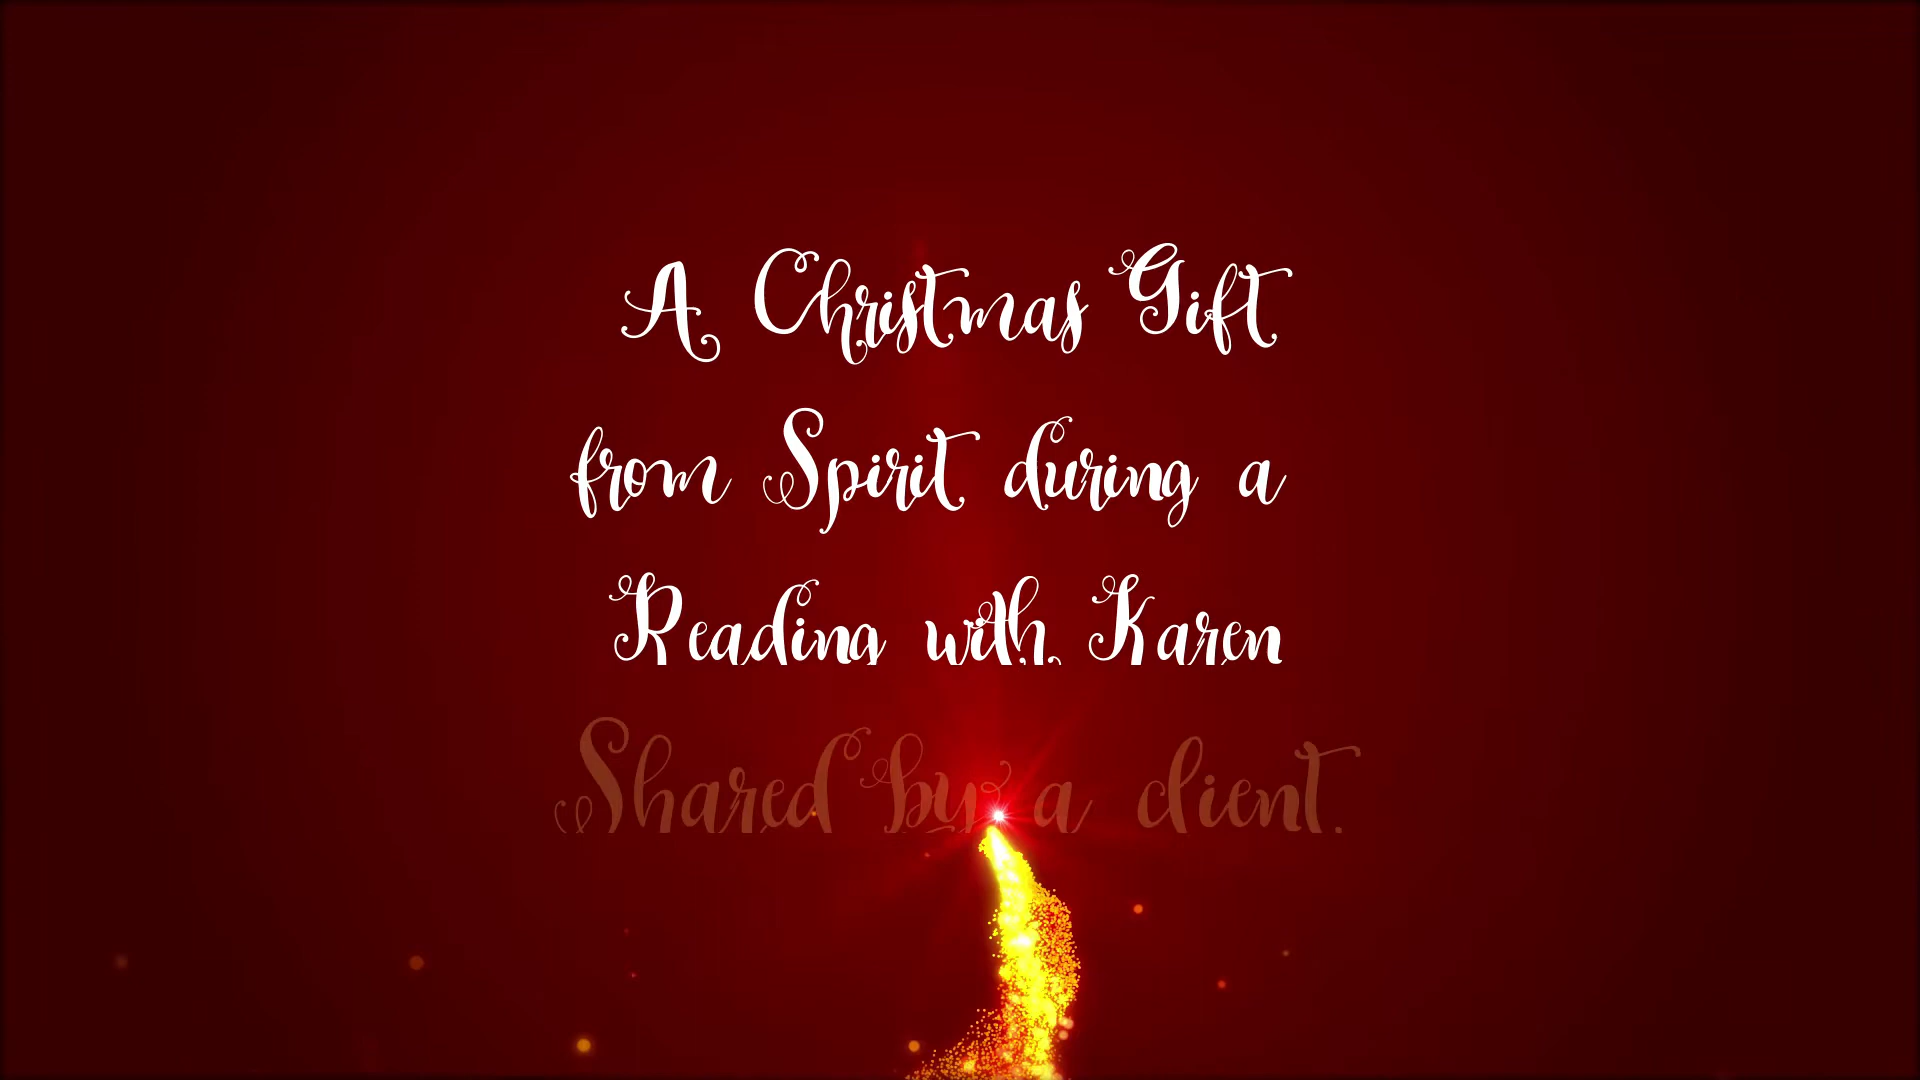 A Christmas Gift
from Spirit during a
Reading with Karen
Shared by a client.